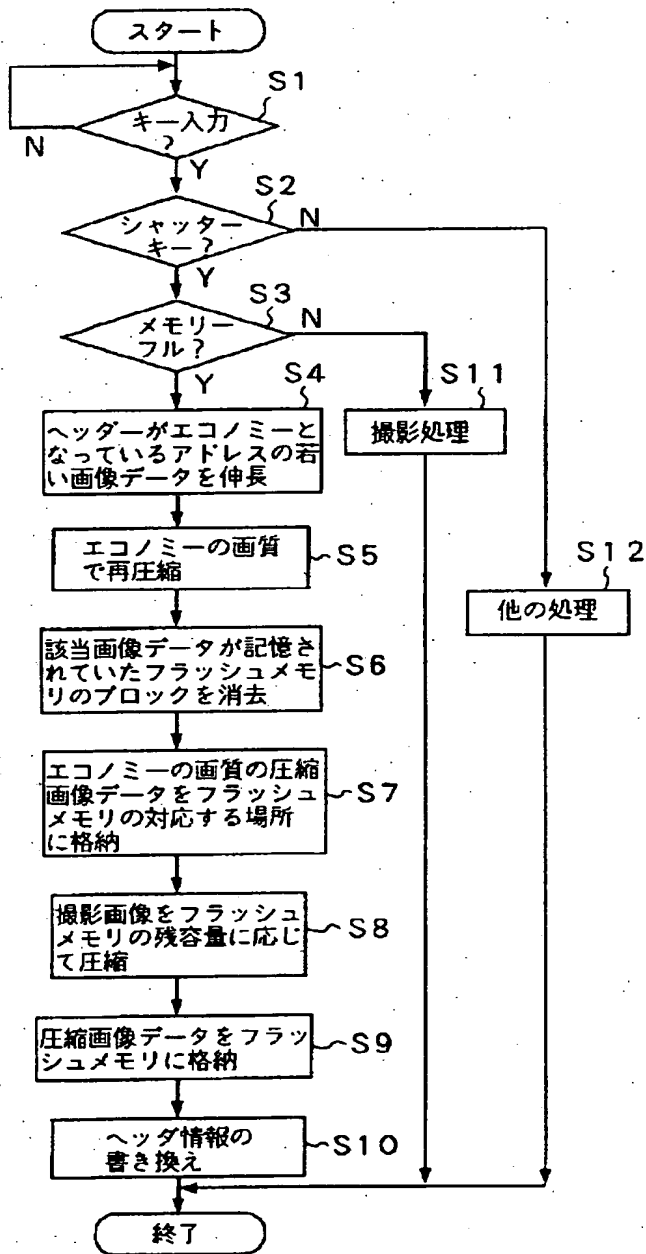 スタート
S1
キー入力
?
N
Y
S2
シャッター
キー?
N
Y
S3
メモリー
フル?
N
Y
S4
ヘッダーがエコノミーと
なっているアドレスの若
い画像データを伸長
S11
撮影処理
エコノミーの画質
で再圧縮
S5
S12
他の処理
該当画像データが記憶さ
れていたフラッシュメモ
リのブロックを消去
S6
エコノミーの画質の圧縮
画像データをフラッシュ
メモリの対応する場所
に格納
S7
撮影画像をフラッシュ
メモリの残容量に応じ
て圧縮
S8
圧縮画像データをフラッ
シュメモリに格納
S9
ヘッダ情報の
書き換え
S10
終了